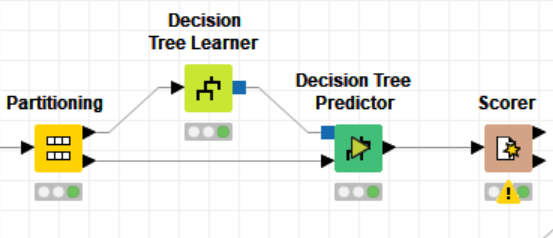 Decision
Tree Learner
Decision Tree
Predictor
Partitioning
Scorer